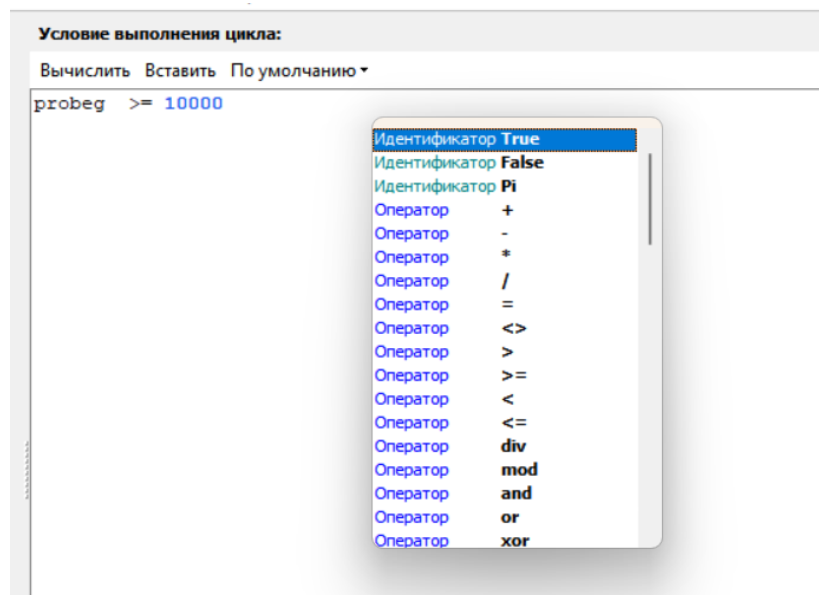 Условие выполнения цикла:
Вычислить Вставить По умолчанию
probeg >= 10000
Идентификатор True
Идентификатор False
Идентификатор Pi
Оператор +
Оператор -
Оператор *
Оператор /
Оператор =
Оператор <>
Оператор >
Оператор >=
Оператор <
Оператор <=
Оператор div
Оператор mod
Оператор and
Оператор or
Оператор xor